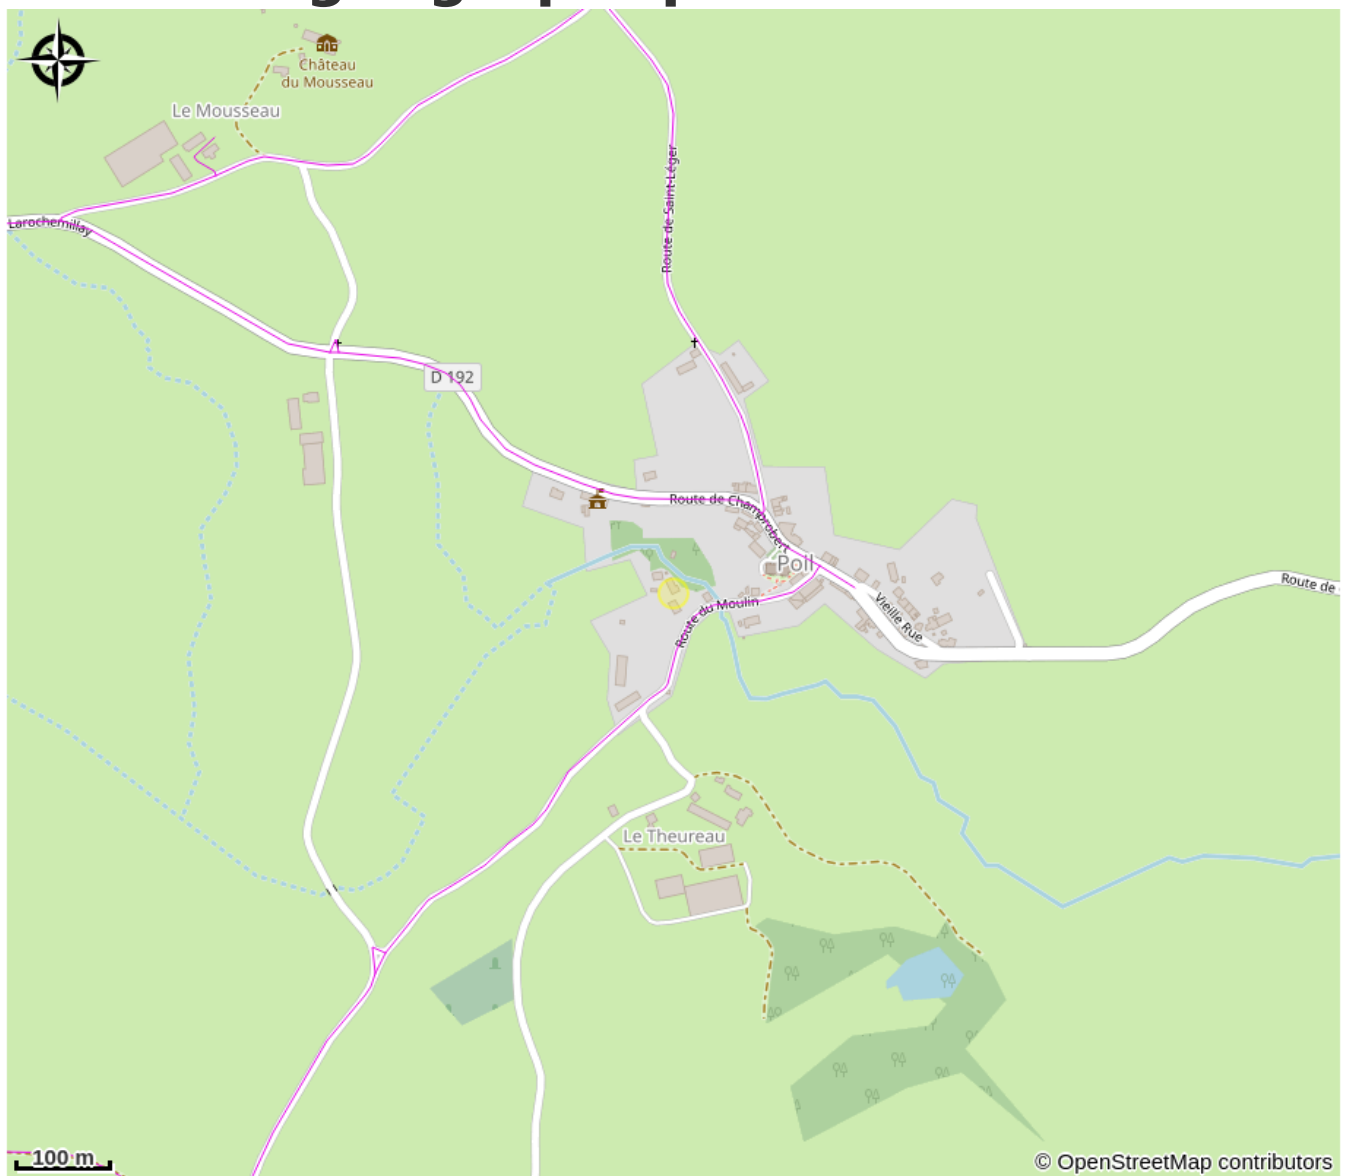 Château
du Mousseau
Le Mousseau
Larochemillay
Route de Saint-Léger
D 192
Route de Champrobert
Poil
Route de
Vieille Rue
Route du Moulin
Le Theureau
100 m
© OpenStreetMap contributors